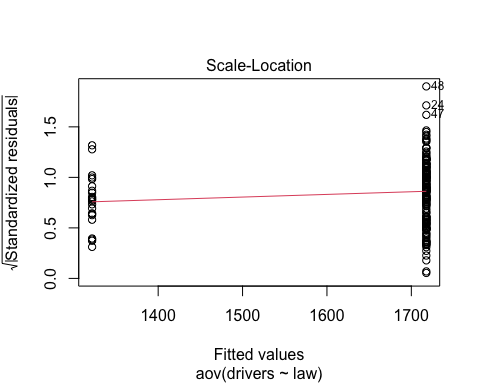 Scale-Location
√|Standardized residuals|
0.0 0.5 1.0 1.5
48
24
47
1400 1500 1600 1700
Fitted values
aov(drivers ~ law)